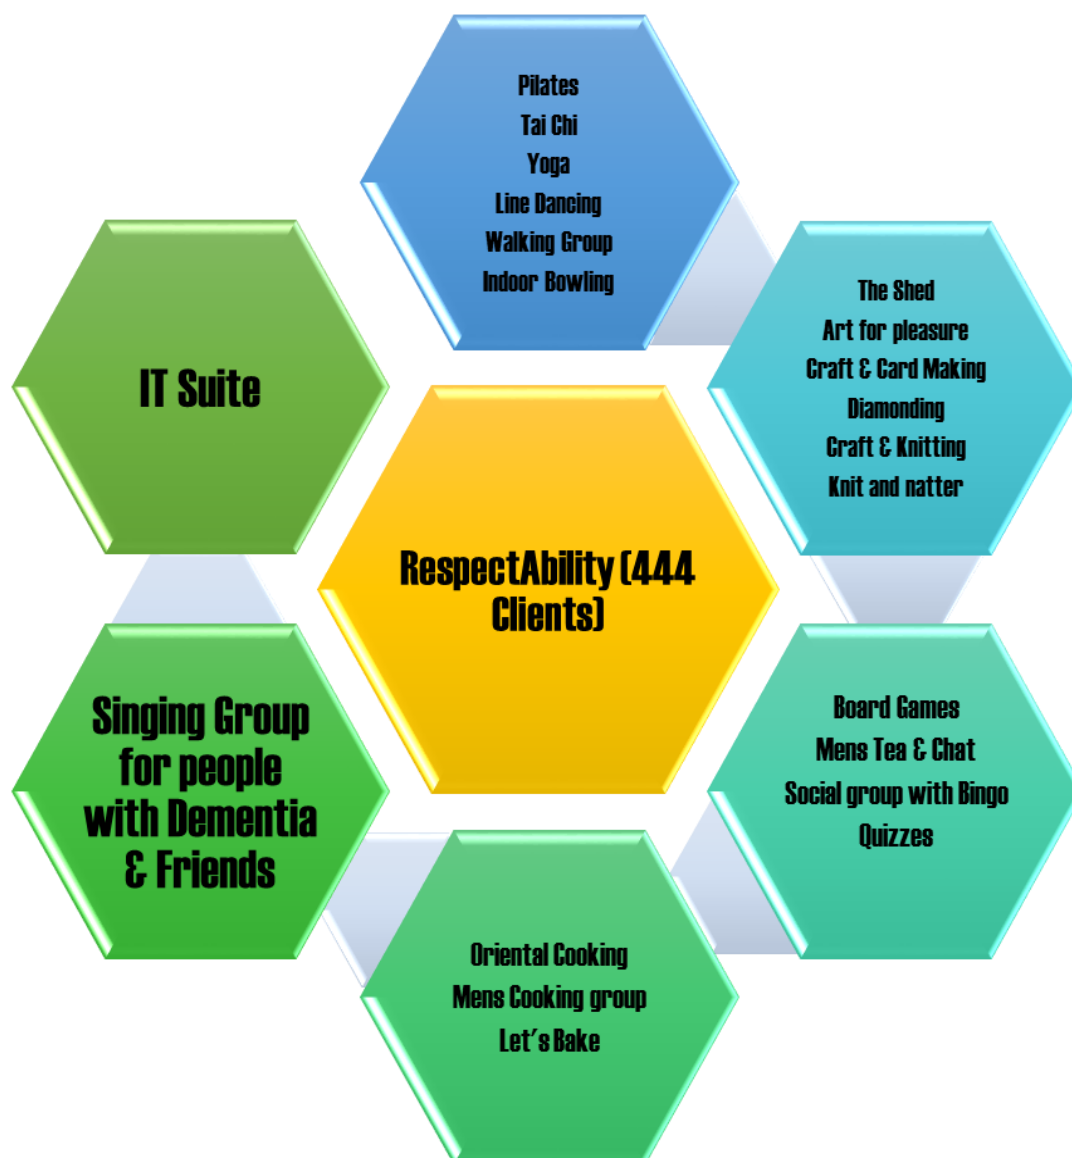 Pilates
Tai Chi
Yoga
Line Dancing
Walking Group
Indoor Bowling
The Shed
Art for pleasure
Craft & Card Making
Diamonding
Craft & Knitting
Knit and natter
Board Games
Mens Tea & Chat
Social group with Bingo
Quizzes
Oriental Cooking
Mens Cooking group
Let's Bake
Singing Group
for people
with Dementia
& Friends
IT Suite
RespectAbility (444
Clients)